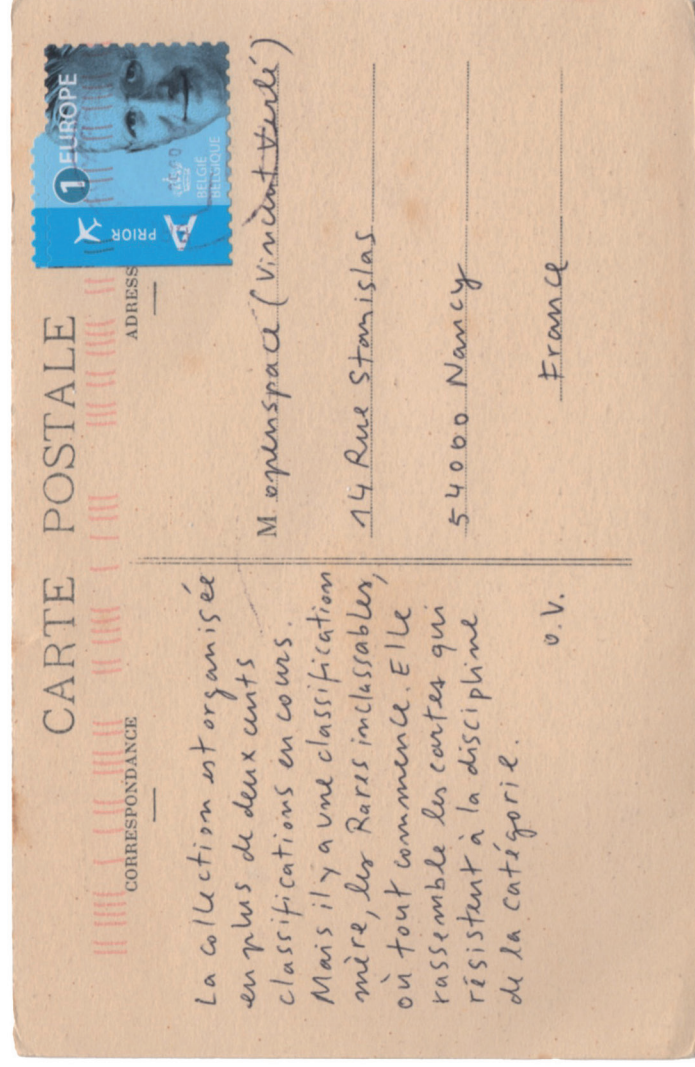 CARTE POSTALE
CORRESPONDANCE
La collection est organisée
en plus de deux cents
classifications en cours.
Mais il y a une classification
mère, les Rares inclassables,
où tout commence. Elle
rassemble les cartes qui
résistent à la discipline
de la catégorie.
O.V.
ADRESS
M openspace (Vincent Verlé)
14 Rue Stanislas
54000 Nancy
France
1 EUROPE
BELGIË
BELGIQUE
A PRIOR